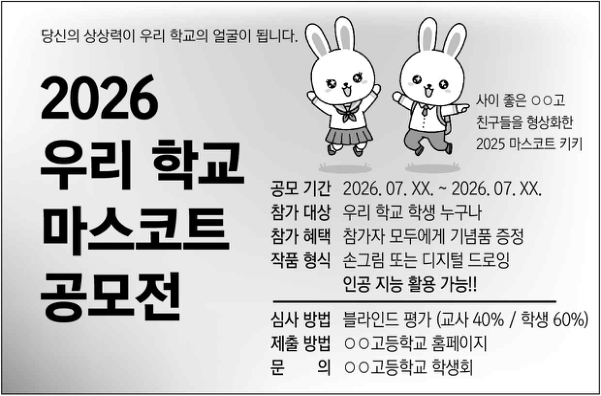 당신의 상상력이 우리 학교의 얼굴이 됩니다.
2026
우리 학교
마스코트
공모전
사이 좋은 ○○고
친구들을 형상화한
2025 마스코트 키키
공모 기간 2026. 07. XX. ~ 2026. 07. XX.
참가 대상 우리 학교 학생 누구나
참가 혜택 참가자 모두에게 기념품 증정
작품 형식 손그림 또는 디지털 드로잉
인공 지능 활용 가능!!
심사 방법 블라인드 평가 (교사 40% / 학생 60%)
제출 방법 ○○고등학교 홈페이지
문 의 ○○고등학교 학생회